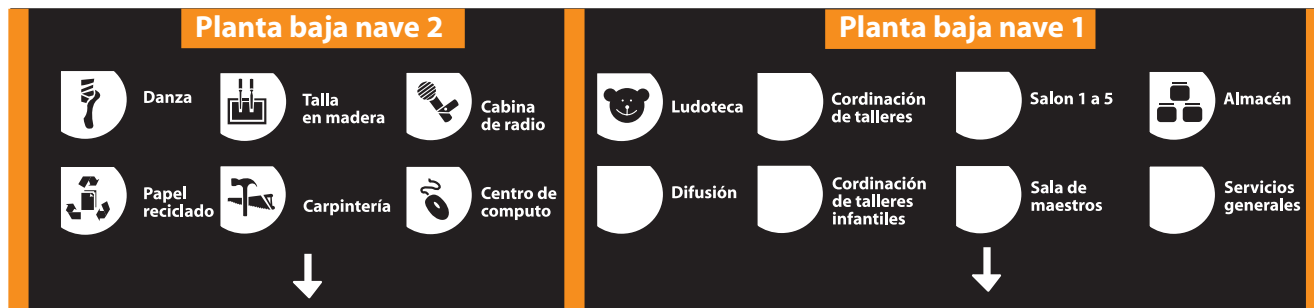 Planta baja nave 2
Danza
Talla
en madera
Cabina
de radio
Papel
reciclado
Carpintería
Centro de
computo
Planta baja nave 1
Ludoteca
Cordinación
de talleres
Salon 1 a 5
Almacén
Difusión
Cordinación
de talleres
infantiles
Sala de
maestros
Servicios
generales